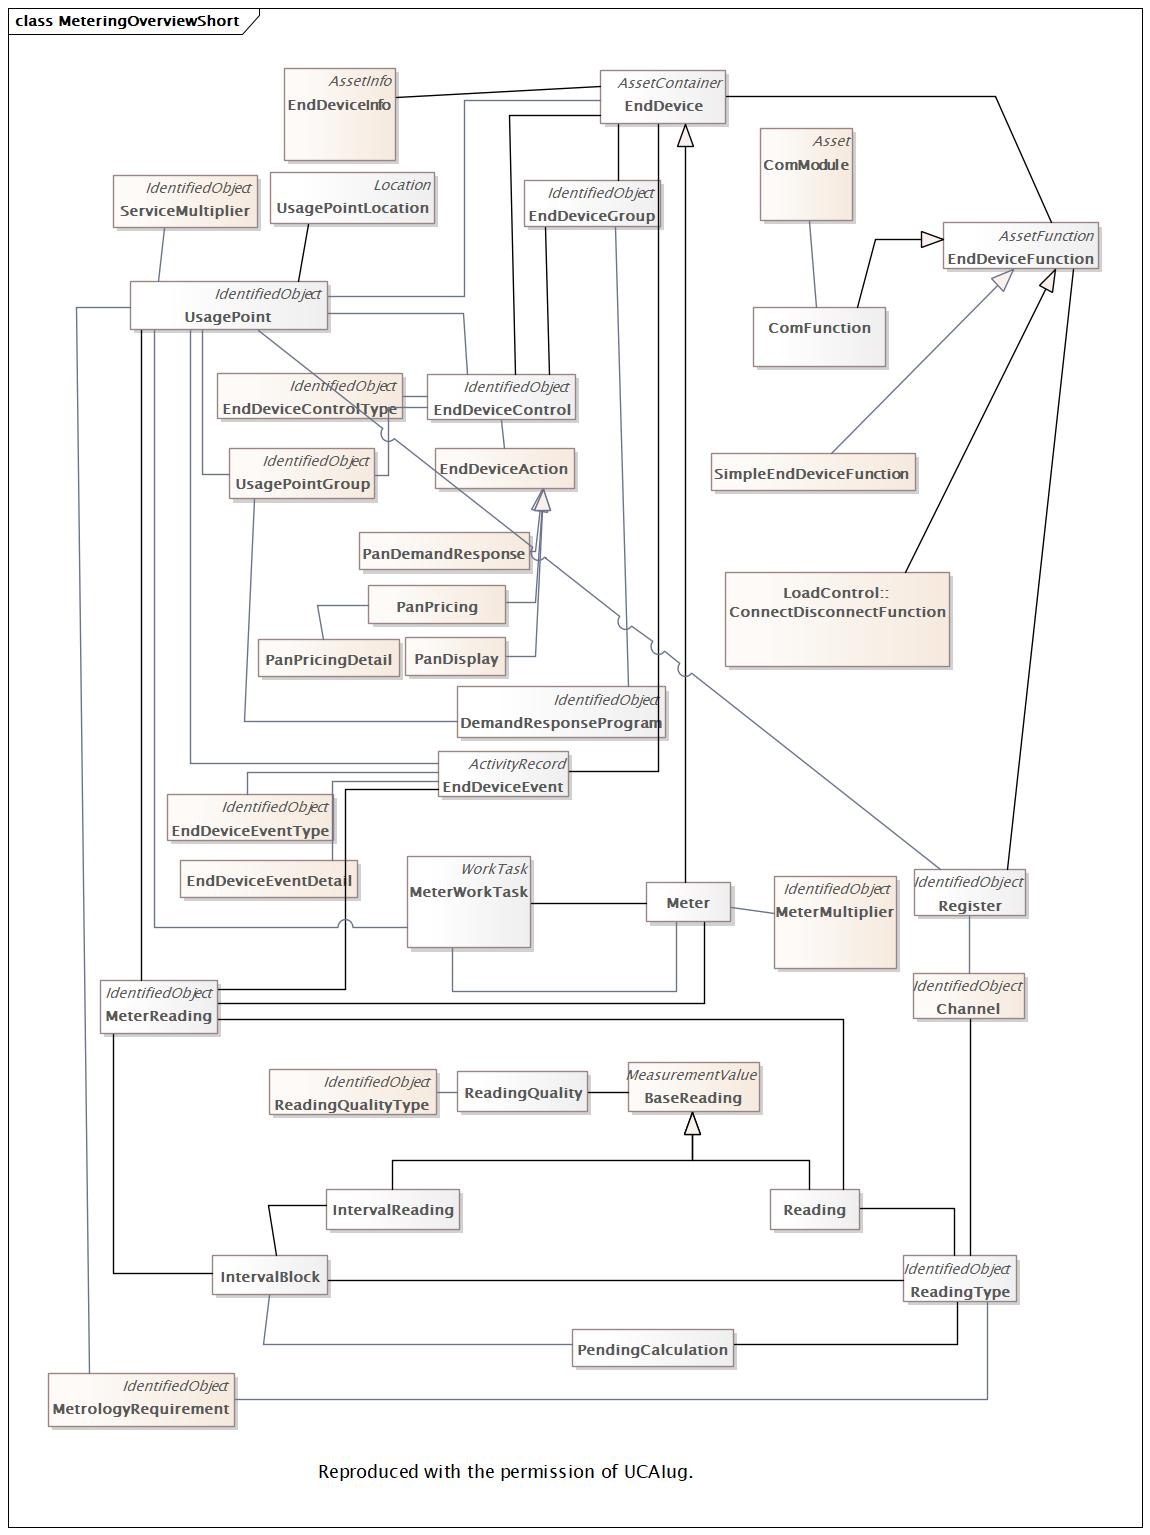 class MeteringOverviewShort
AssetInfo
EndDeviceInfo
AssetContainer
EndDevice
Asset
ComModule
IdentifiedObject
ServiceMultiplier
Location
UsagePointLocation
IdentifiedObject
EndDeviceGroup
AssetFunction
EndDeviceFunction
IdentifiedObject
UsagePoint
ComFunction
IdentifiedObject
EndDeviceControlType
IdentifiedObject
EndDeviceControl
IdentifiedObject
UsagePointGroup
EndDeviceAction
SimpleEndDeviceFunction
PanDemandResponse
PanPricing
LoadControl::
ConnectDisconnectFunction
PanPricingDetail
PanDisplay
IdentifiedObject
DemandResponseProgram
ActivityRecord
EndDeviceEvent
IdentifiedObject
EndDeviceEventType
EndDeviceEventDetail
WorkTask
MeterWorkTask
Meter
IdentifiedObject
MeterMultiplier
IdentifiedObject
Register
IdentifiedObject
MeterReading
IdentifiedObject
Channel
IdentifiedObject
ReadingQualityType
ReadingQuality
MeasurementValue
BaseReading
IntervalReading
Reading
IntervalBlock
IdentifiedObject
ReadingType
PendingCalculation
IdentifiedObject
MetrologyRequirement
Reproduced with the permission of UCAIug.